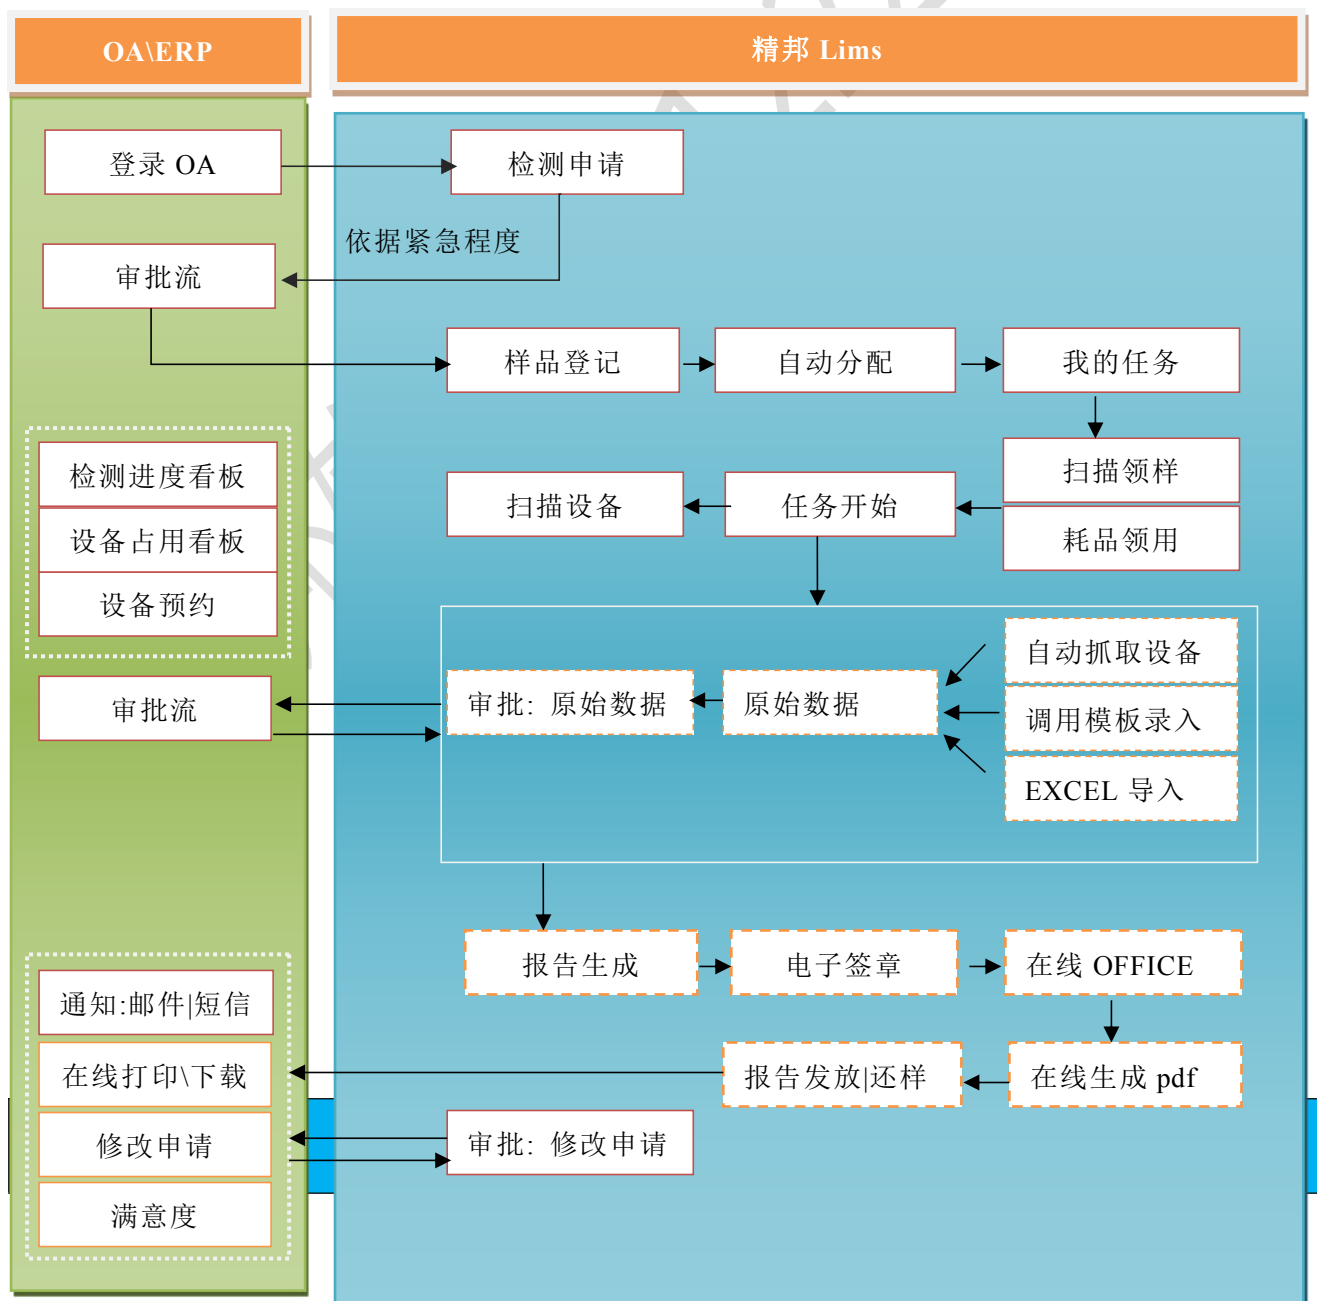 OA\ERP
精邦 Lims
登录 OA
检测申请
依据紧急程度
审批流
样品登记
自动分配
我的任务
检测进度看板
扫描领样
设备占用看板
扫描设备
任务开始
耗品领用
设备预约
自动抓取设备
审批流
审批: 原始数据
原始数据
调用模板录入
EXCEL 导入
报告生成
电子签章
在线 OFFICE
通知:邮件|短信
在线打印\下载
报告发放|还样
在线生成 pdf
修改申请
审批: 修改申请
满意度